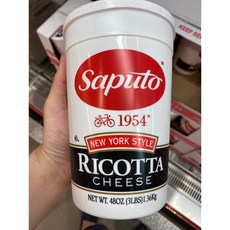 Saputo
1954
NEW YORK STYLE
RICOTTA
CHEESE
NET WT. 48OZ (3LBS) 1.36Kg